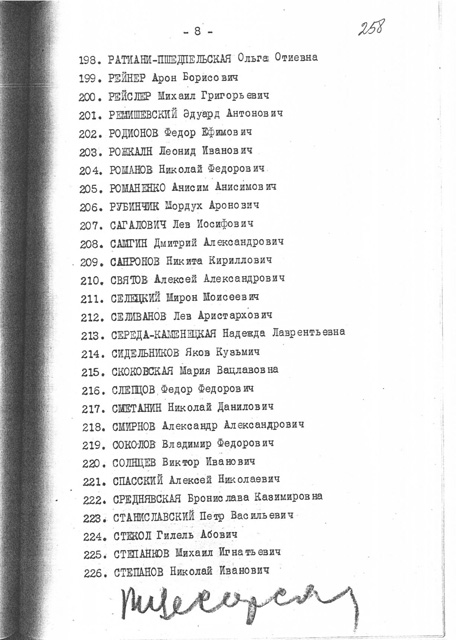 - 8 -
258
198. РАТИАНИ-ПШЕДПЕЛЬСКАЯ Ольга Отиевна
199. РЕЙНЕР Арон Борисович
200. РЕЙСЛЕР Михаил Григорьевич
201. РЕМИШЕВСКИЙ Эдуард Антонович
202. РОДИОНОВ Федор Ефимович
203. РОЖКАЛН Леонид Иванович
204. РОМАНОВ Николай Федорович
205. РОМАНЕНКО Анисим Анисимович
206. РУБИНЧИК Мордух Аронович
207. САГАЛОВИЧ Лев Иосифович
208. САМГИН Дмитрий Александрович
209. САПРОНОВ Никита Кириллович
210. СВЯТОВ Алексей Александрович
211. СЕЛЕЦКИЙ Мирон Моисеевич
212. СЕЛИВАНОВ Лев Аристархович
213. СЕРЕДА-КАМЕНЕЦКАЯ Надежда Лаврентьевна
214. СИДЕЛЬНИКОВ Яков Кузьмич
215. СКОКОВСКАЯ Мария Вацлавовна
216. СЛЕПЦОВ Федор Федорович
217. СМЕТАНИН Николай Данилович
218. СМИРНОВ Александр Александрович
219. СОКОЛОВ Владимир Федорович
220. СОЛНЦЕВ Виктор Иванович
221. СПАССКИЙ Алексей Николаевич
222. СРЕДНЯВСКАЯ Бронислава Казимировна
223. СТАНИСЛАВСКИЙ Петр Васильевич
224. СТЕКОЛ Гилель Абович
225. СТЕПАНКОВ Михаил Игнатьевич
226. СТЕПАНОВ Николай Иванович